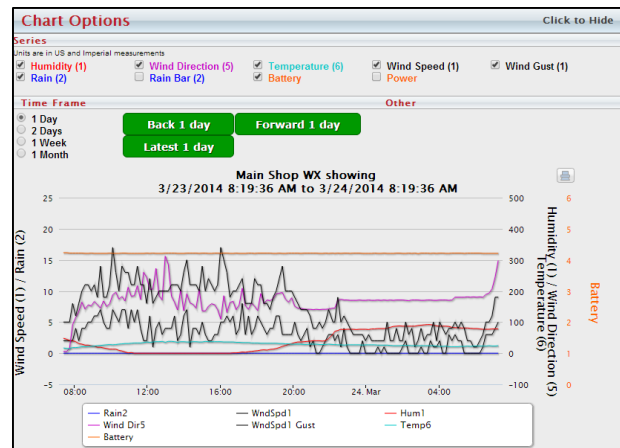 Chart Options Click to Hide
Series
Units are in US and Imperial measurements
Humidity (1) Wind Direction (5) Temperature (6) Wind Speed (1) Wind Gust (1)
Rain (2) Rain Bar (2) Battery Power
Time Frame Other
1 Day
2 Days
1 Week
1 Month
Back 1 day Forward 1 day
Latest 1 day
Main Shop WX showing
3/23/2014 8:19:36 AM to 3/24/2014 8:19:36 AM
Wind Speed (1) / Rain (2)
25
20
15
10
5
0
-5
500
400
300
200
100
0
-100
Temperature (6)
Humidity (1) / Wind Direction (5)
6
5
4
3
2
1
0
Battery
08:00 12:00 16:00 20:00 24. Mar 04:00
Rain2 WndSpd1 Hum1
Wind Dir5 WndSpd1 Gust Temp6
Battery